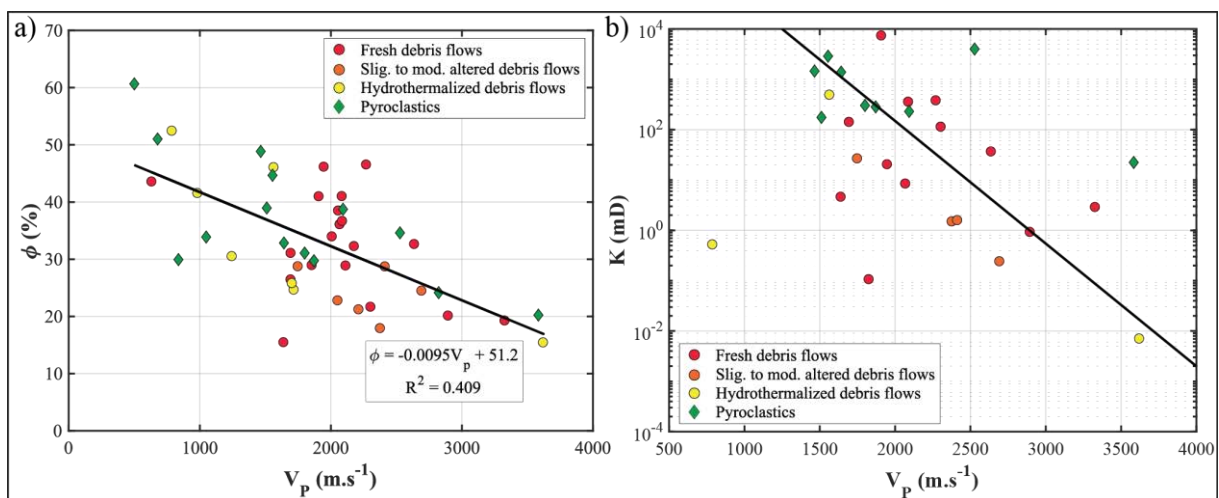 a)
70
60
50
40
30
20
10
0
ϕ (%)
Fresh debris flows
Slig. to mod. altered debris flows
Hydrothermalized debris flows
Pyroclastics
ϕ = -0.0095Vp + 51.2
R² = 0.409
0 1000 2000 3000 4000
VP (m.s⁻¹)
b)
10⁴
10²
10⁰
10⁻²
10⁻⁴
K (mD)
Fresh debris flows
Slig. to mod. altered debris flows
Hydrothermalized debris flows
Pyroclastics
500 1000 1500 2000 2500 3000 3500 4000
VP (m.s⁻¹)